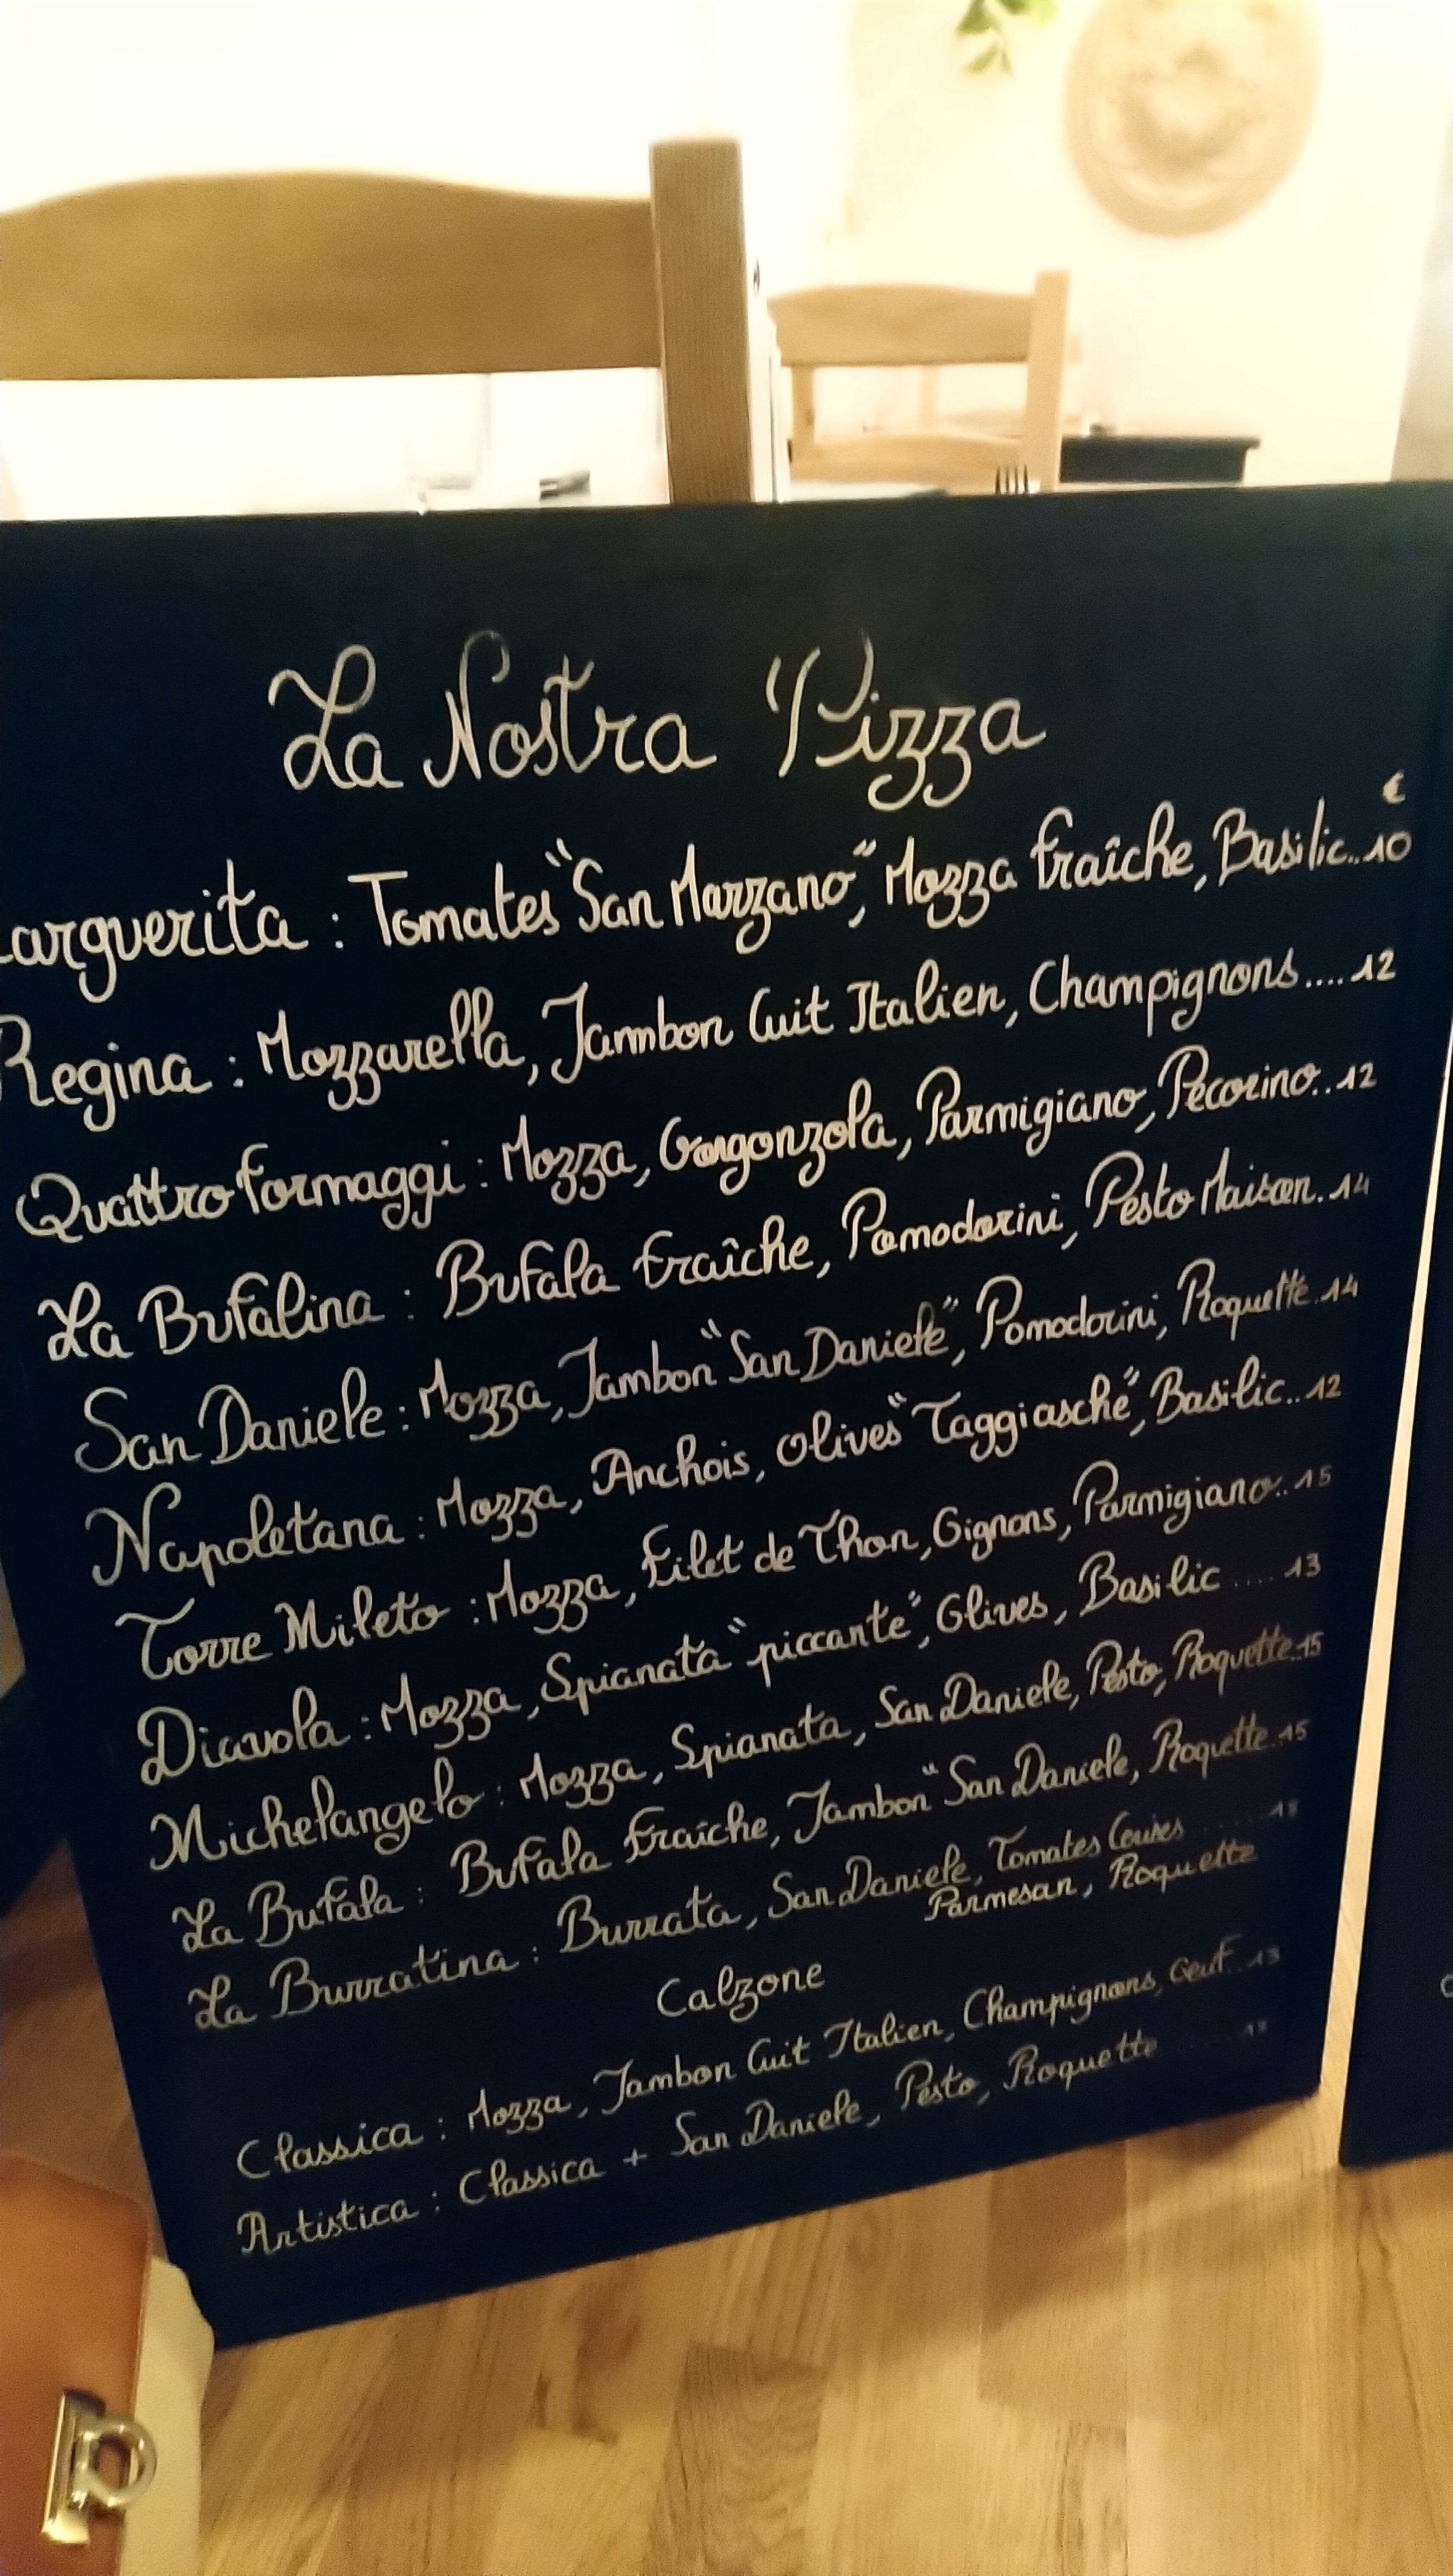 La Nostra Pizza
€
arguerita : Tomates "San Marzano", Mozza fraîche, Basilic..10
Regina : Mozzarella, Jambon Cuit Italien, Champignons....12
Quattro formaggi : Mozza, Gorgonzola, Parmigiano, Pecorino..12
La Bufalina : Bufala fraîche, Pomodorini, Pesto Maison..14
San Daniele : Mozza, Jambon "San Daniele", Pomodorini, Roquette..14
Napoletana : Mozza, Anchois, Olives "Taggiasche", Basilic..12
Torre Mileto : Mozza, Filet de Thon, Oignons, Parmigiano..15
Diavola : Mozza, Spianata "piccante", Olives, Basilic....13
Michelangelo : Mozza, Spianata, San Daniele, Pesto, Roquette..15
La Bufala : Bufala fraîche, Jambon "San Daniele, Roquette..15
La Burratina : Burrata, San Daniele, Tomates Cerises
Parmesan, Roquette
Calzone
Classica : Mozza, Jambon Cuit Italien, Champignons, Oeuf..13
Artistica : Classica + San Daniele, Pesto, Roquette